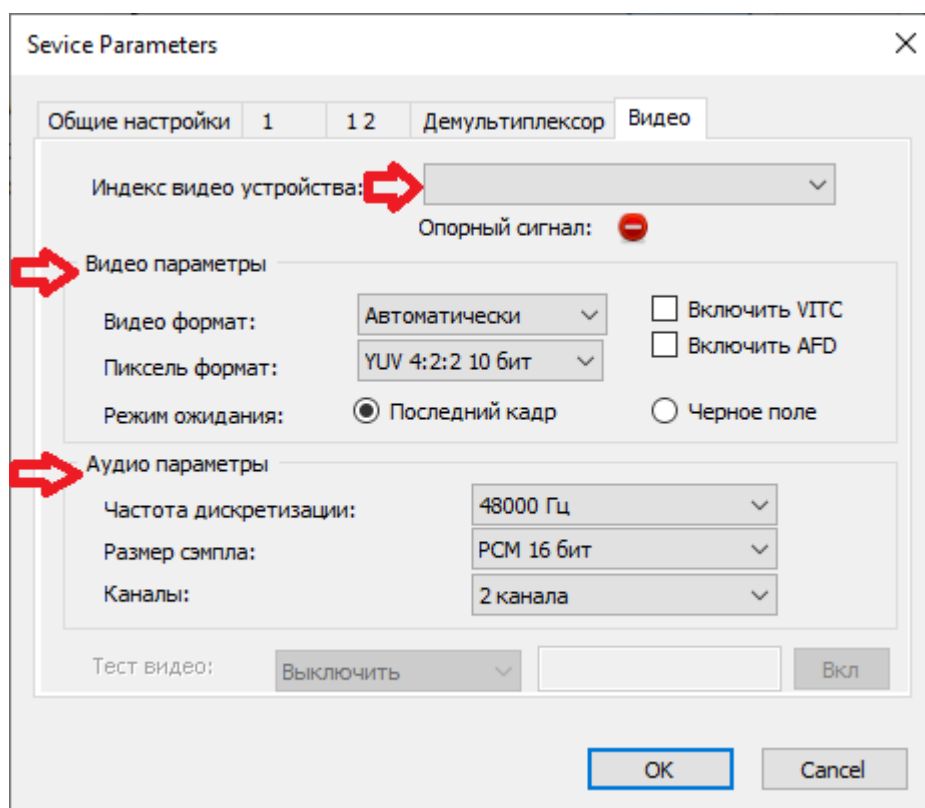 Sevice Parameters
Общие настройки 1 1 2 Демультиплексор Видео
Индекс видео устройства:
Опорный сигнал:
Видео параметры
Видео формат: Автоматически Включить VITC
Включить AFD
Пиксель формат: YUV 4:2:2 10 бит
Режим ожидания: Последний кадр Черное поле
Аудио параметры
Частота дискретизации: 48000 Гц
Размер сэмпла: PCM 16 бит
Каналы: 2 канала
Тест видео: Выключить Вкл
OK Cancel